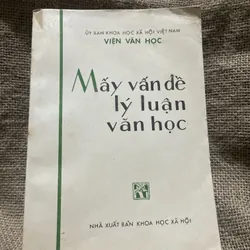 ỦY BAN KHOA HỌC XÃ HỘI VIỆT NAM
VIỆN VĂN HỌC
Mấy vấn đề
lý luận
văn học
NHÀ XUẤT BẢN KHOA HỌC XÃ HỘI